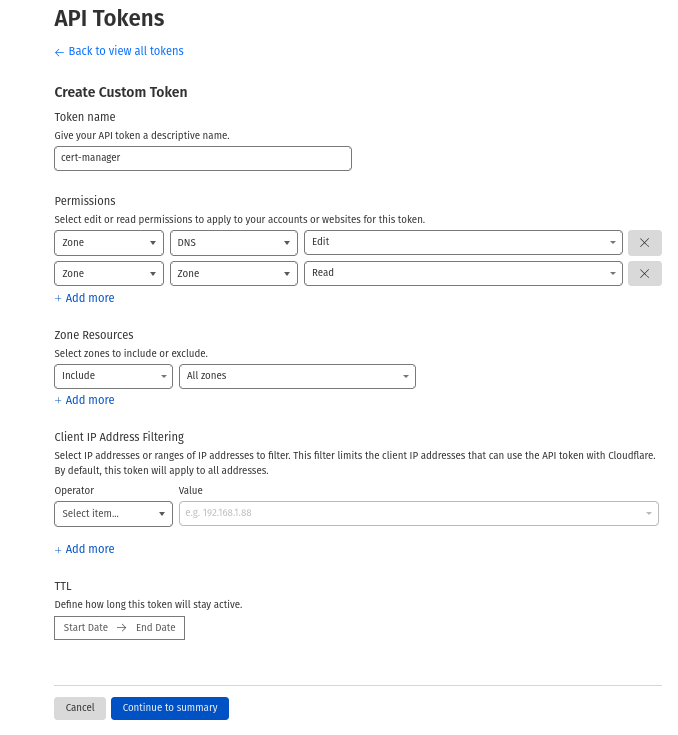 API Tokens
← Back to view all tokens
Create Custom Token
Token name
Give your API token a descriptive name.
cert-manager
Permissions
Select edit or read permissions to apply to your accounts or websites for this token.
Zone DNS Edit
Zone Zone Read
+ Add more
Zone Resources
Select zones to include or exclude.
Include All zones
+ Add more
Client IP Address Filtering
Select IP addresses or ranges of IP addresses to filter. This filter limits the client IP addresses that can use the API token with Cloudflare.
By default, this token will apply to all addresses.
Operator Value
Select item... e.g. 192.168.1.88
+ Add more
TTL
Define how long this token will stay active.
Start Date → End Date
Cancel Continue to summary